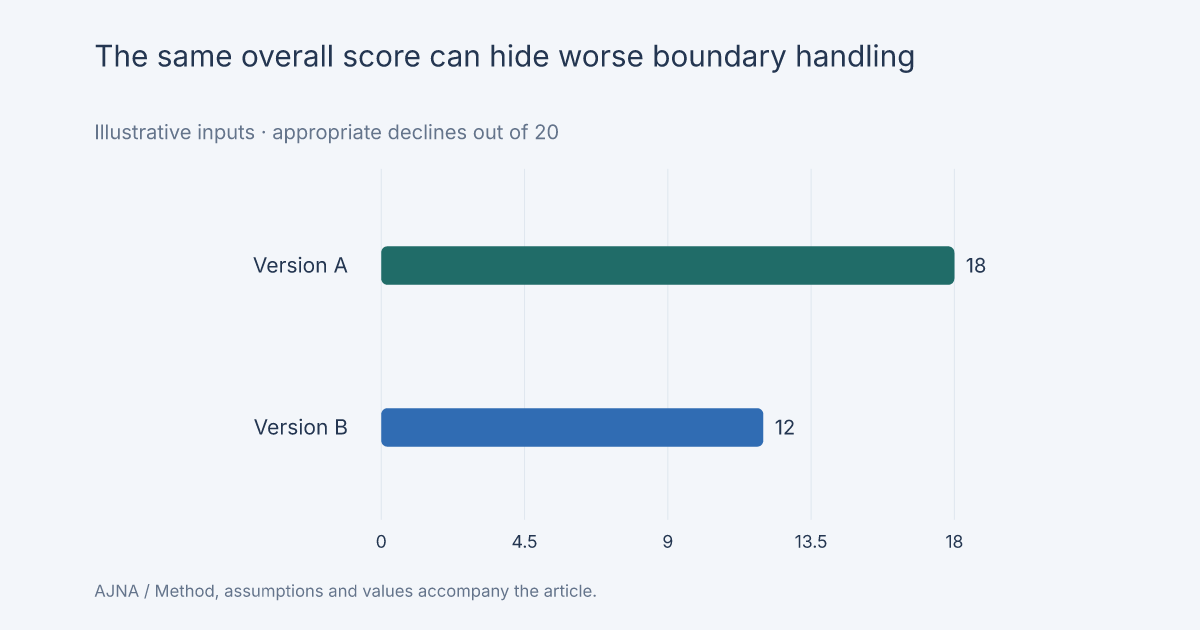 The same overall score can hide worse boundary handling
Illustrative inputs · appropriate declines out of 20
Version A
18
Version B
12
0 4.5 9 13.5 18
AJNA / Method, assumptions and values accompany the article.